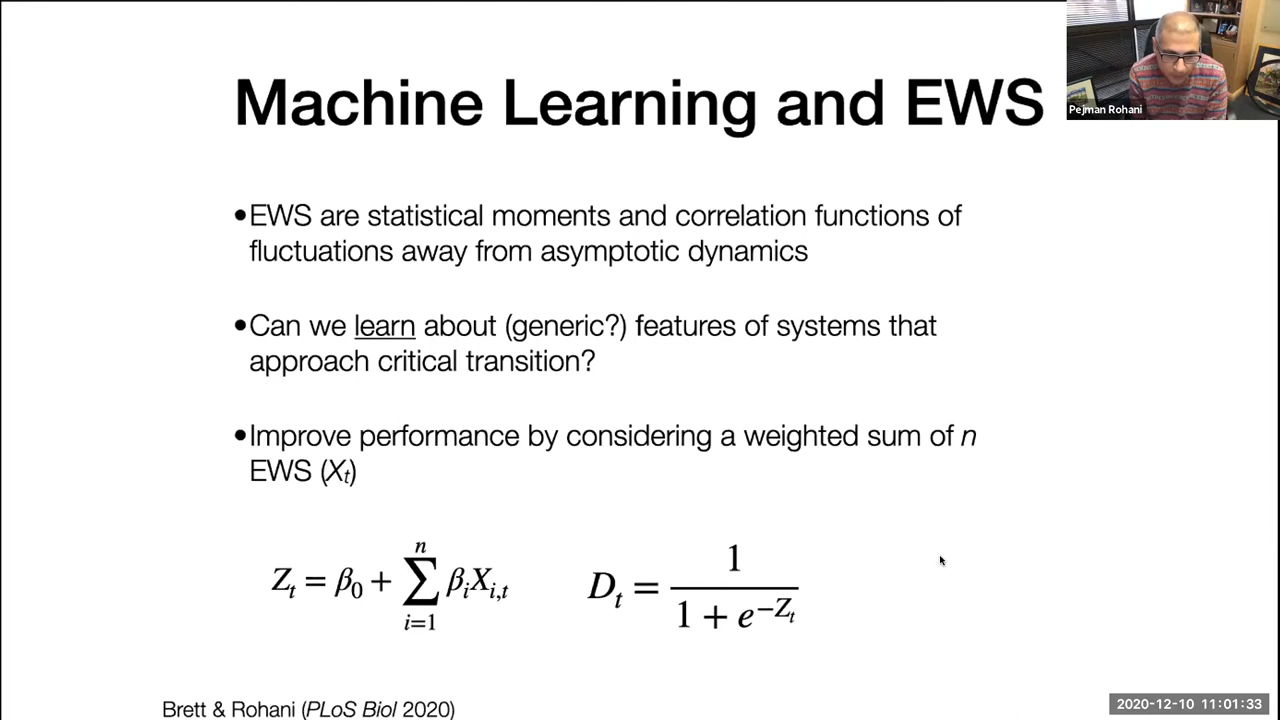 Machine Learning and EWS
Pejman Rohani
•EWS are statistical moments and correlation functions of
fluctuations away from asymptotic dynamics
•Can we learn about (generic?) features of systems that
approach critical transition?
•Improve performance by considering a weighted sum of n
EWS (Xₜ)
Zₜ = β₀ + ∑ⁿᵢ₌₁ βᵢXᵢ,ₜ   Dₜ = 1 / (1 + e^(−Zₜ))
Brett & Rohani (PLoS Biol 2020)
2020-12-10 11:01:33